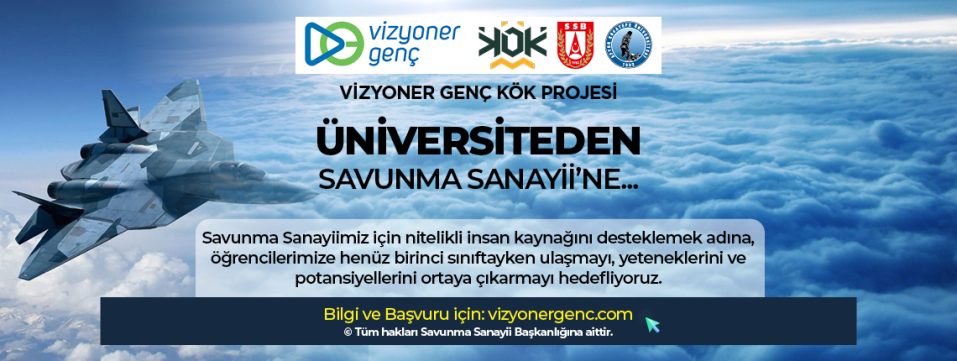 vizyoner
genç
KÖK
SSB
VİZYONER GENÇ KÖK PROJESİ
ÜNİVERSİTEDEN
SAVUNMA SANAYİİ'NE...
Savunma Sanayiimiz için nitelikli insan kaynağını desteklemek adına,
öğrencilerimize henüz birinci sınıftayken ulaşmayı, yeteneklerini ve
potansiyellerini ortaya çıkarmayı hedefliyoruz.
Bilgi ve Başvuru için: vizyonergenc.com
© Tüm hakları Savunma Sanayii Başkanlığına aittir.